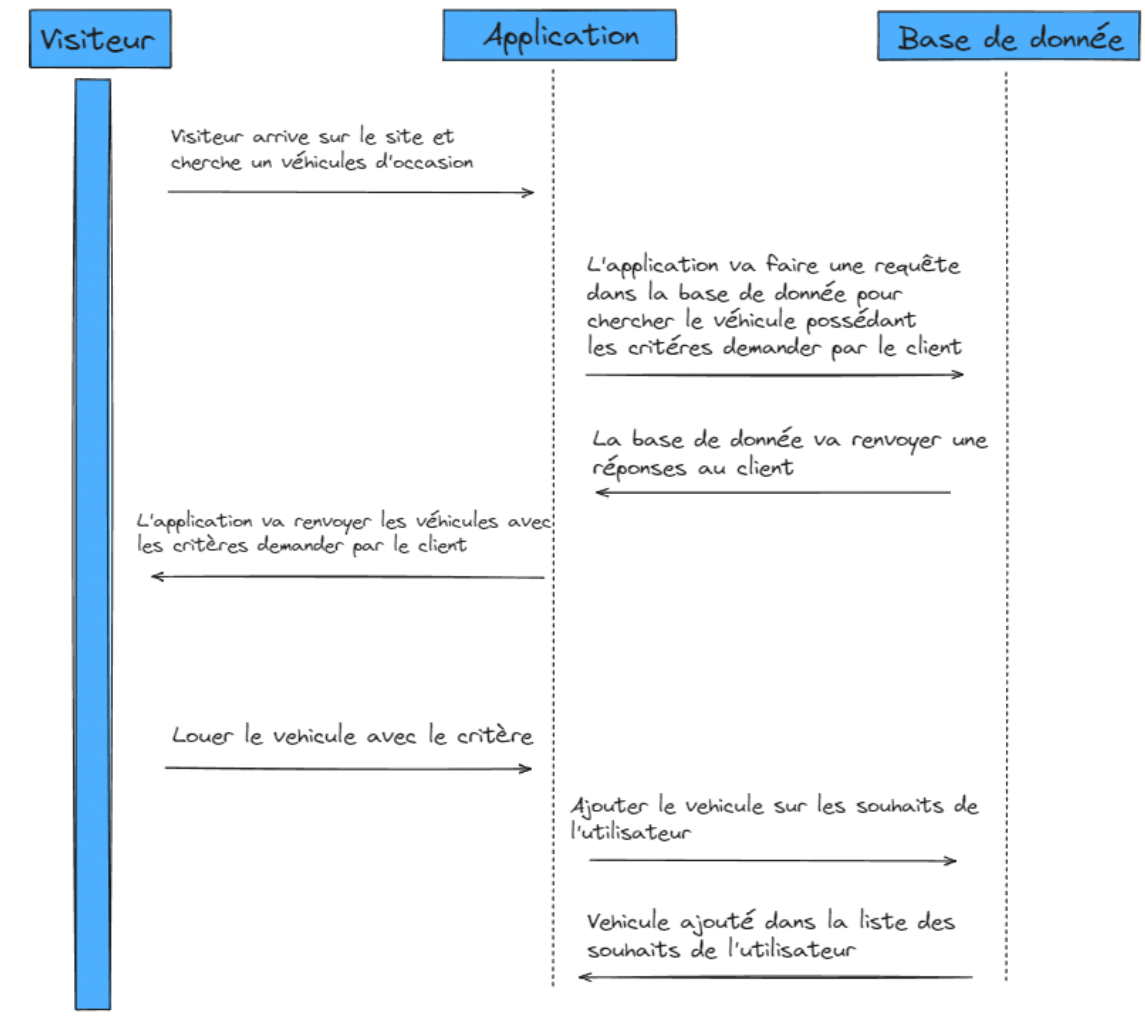 Visiteur
Application
Base de donnée
Visiteur arrive sur le site et
cherche un véhicules d'occasion
L'application va faire une requête
dans la base de donnée pour
chercher le véhicule possédant
les critéres demander par le client
La base de donnée va renvoyer une
réponses au client
L'application va renvoyer les véhicules avec
les critères demander par le client
Louer le vehicule avec le critère
Ajouter le vehicule sur les souhaits de
l'utilisateur
Vehicule ajouté dans la liste des
souhaits de l'utilisateur